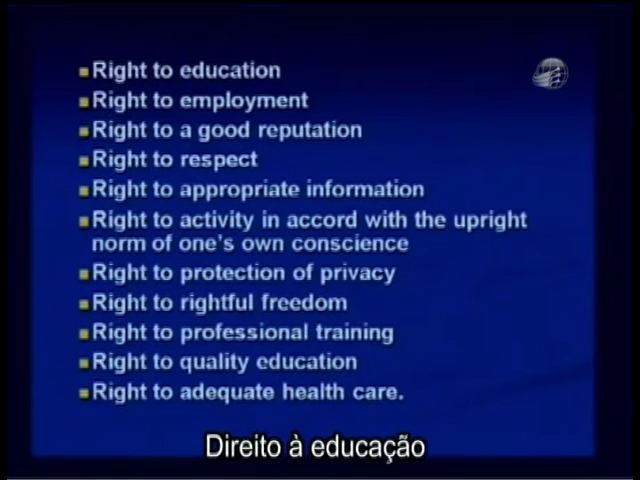 Right to education
Right to employment
Right to a good reputation
Right to respect
Right to appropriate information
Right to activity in accord with the upright
norm of one's own conscience
Right to protection of privacy
Right to rightful freedom
Right to professional training
Right to quality education
Right to adequate health care.
Direito à educação